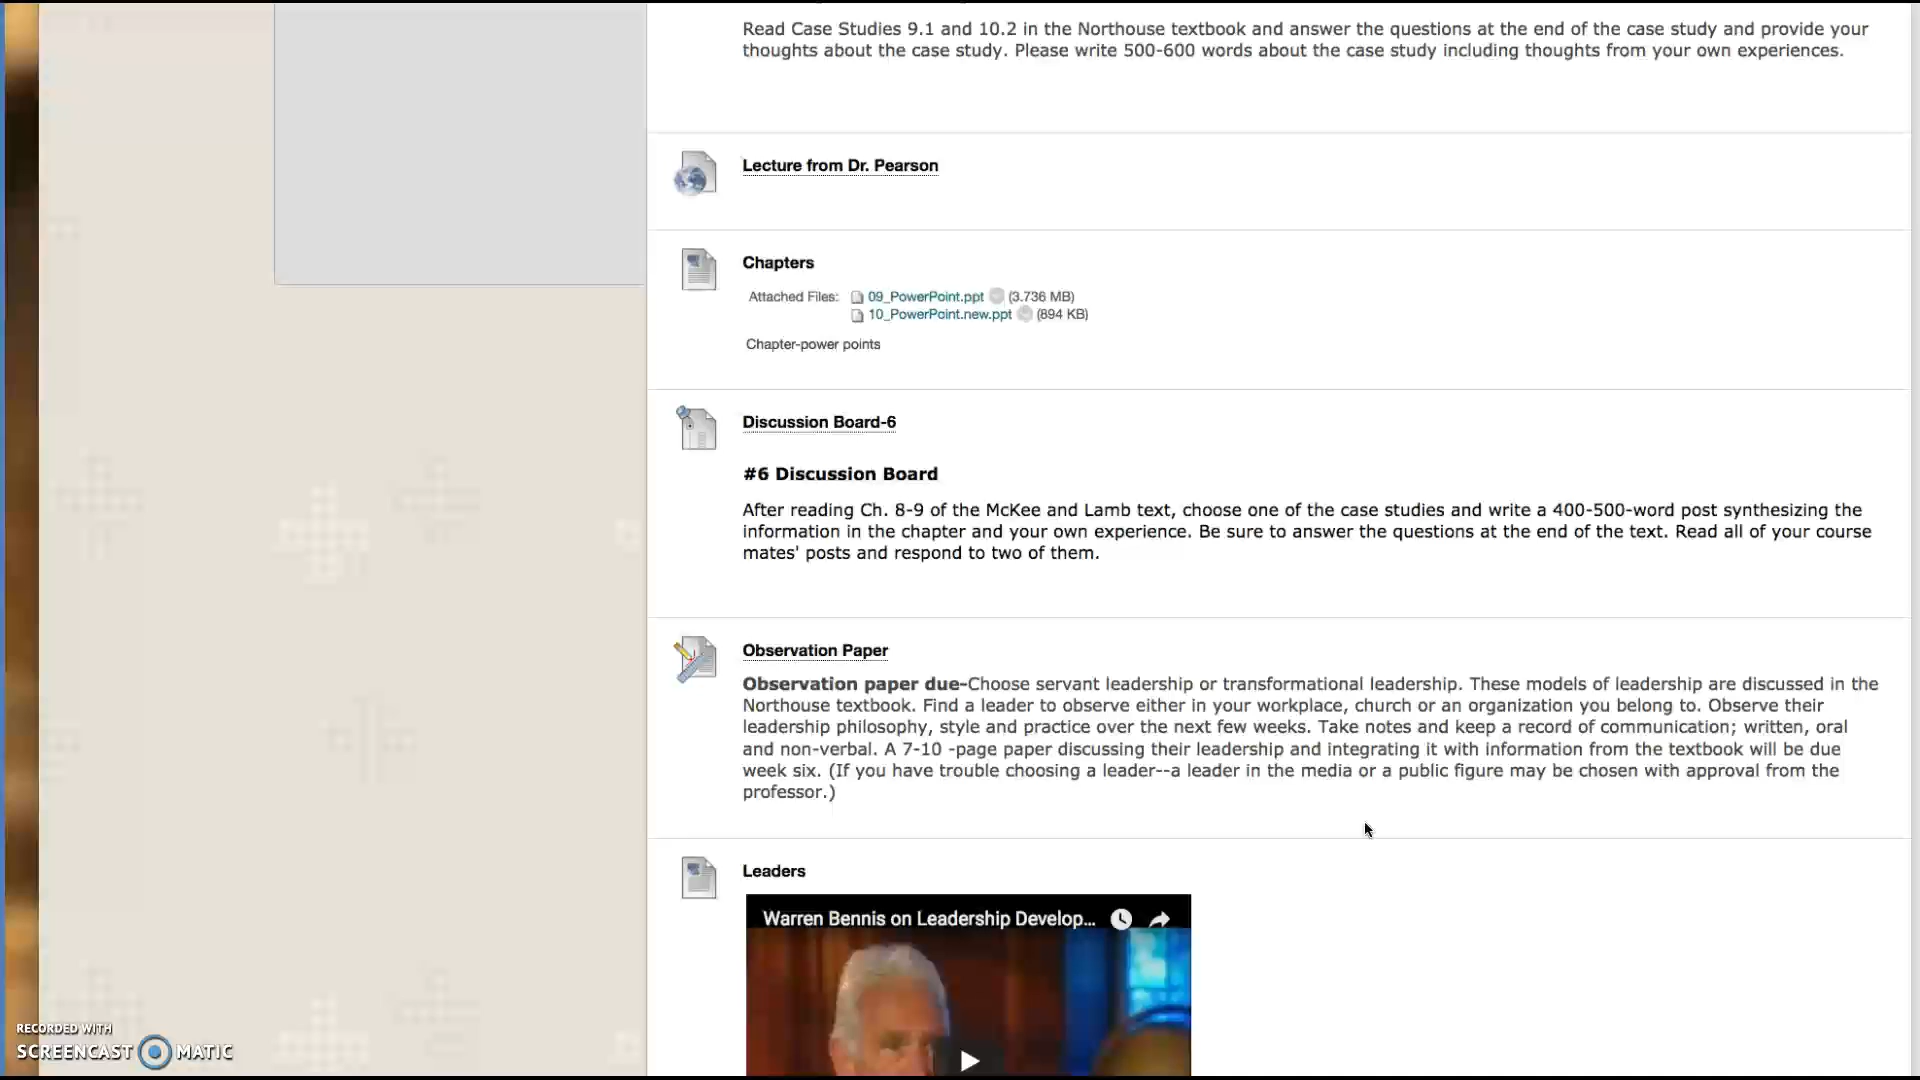 Read Case Studies 9.1 and 10.2 in the Northouse textbook and answer the questions at the end of the case study and provide your
thoughts about the case study. Please write 500-600 words about the case study including thoughts from your own experiences.
Lecture from Dr. Pearson
Chapters
Attached Files: 09_PowerPoint.ppt (3.736 MB)
10_PowerPoint.new.ppt (894 KB)
Chapter-power points
Discussion Board-6
#6 Discussion Board
After reading Ch. 8-9 of the McKee and Lamb text, choose one of the case studies and write a 400-500-word post synthesizing the
information in the chapter and your own experience. Be sure to answer the questions at the end of the text. Read all of your course
mates' posts and respond to two of them.
Observation Paper
Observation paper due-Choose servant leadership or transformational leadership. These models of leadership are discussed in the
Northouse textbook. Find a leader to observe either in your workplace, church or an organization you belong to. Observe their
leadership philosophy, style and practice over the next few weeks. Take notes and keep a record of communication; written, oral
and non-verbal. A 7-10 -page paper discussing their leadership and integrating it with information from the textbook will be due
week six. (If you have trouble choosing a leader--a leader in the media or a public figure may be chosen with approval from the
professor.)
Leaders
Warren Bennis on Leadership Develop...
RECORDED WITH
SCREENCAST MATIC